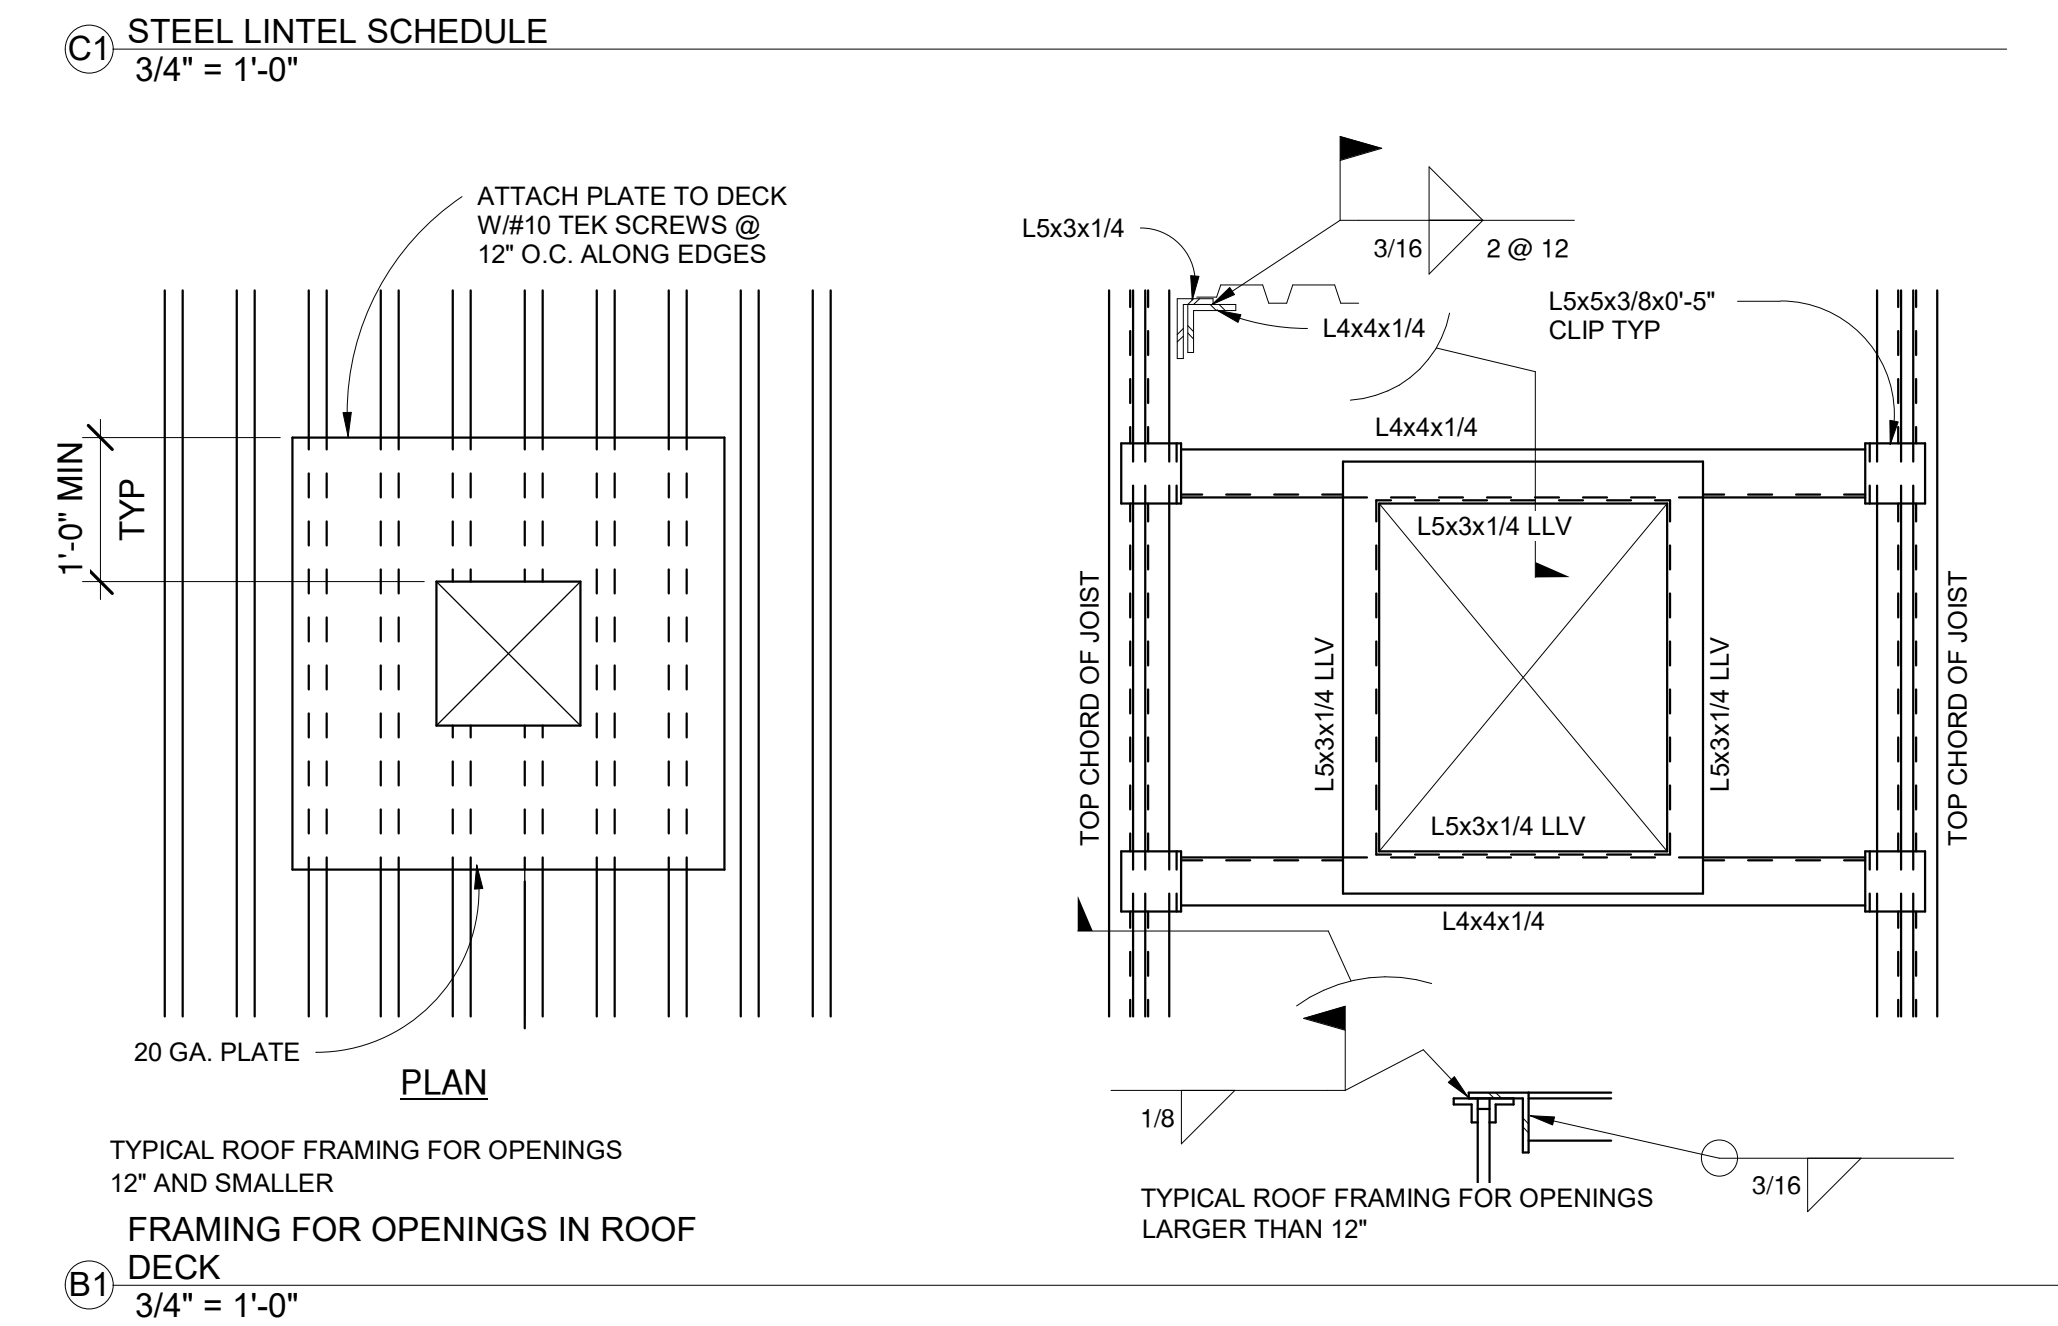 C1
STEEL LINTEL SCHEDULE
3/4" = 1'-0"
ATTACH PLATE TO DECK
W/#10 TEK SCREWS @
12" O.C. ALONG EDGES
1'-0" MIN
TYP
20 GA. PLATE
PLAN
TYPICAL ROOF FRAMING FOR OPENINGS
12" AND SMALLER
L5x3x1/4
3/16
2 @ 12
L4x4x1/4
L5x5x3/8x0'-5"
CLIP TYP
L4x4x1/4
L5x3x1/4 LLV
TOP CHORD OF JOIST
L5x3x1/4 LLV
L5x3x1/4 LLV
TOP CHORD OF JOIST
L5x3x1/4 LLV
L4x4x1/4
1/8
3/16
TYPICAL ROOF FRAMING FOR OPENINGS
LARGER THAN 12"
B1
FRAMING FOR OPENINGS IN ROOF
DECK
3/4" = 1'-0"